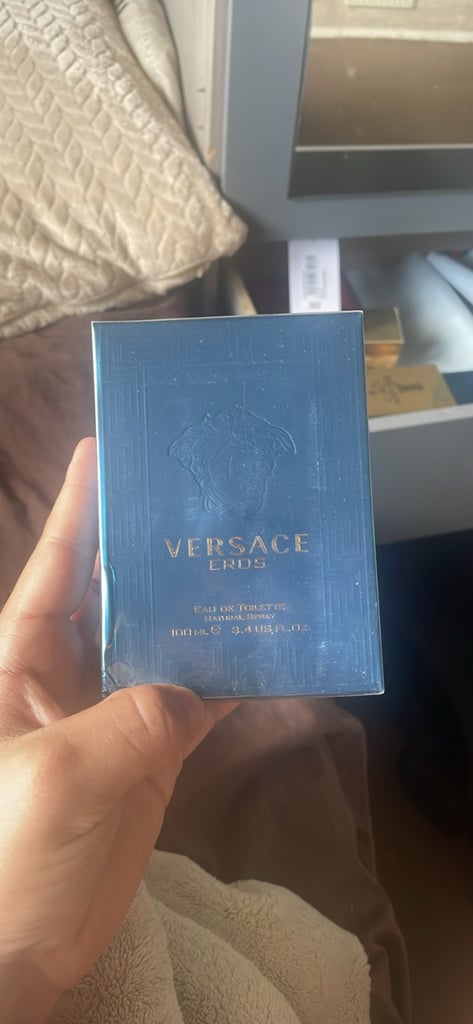 VERSACE
EROS
EAU DE TOILETTE
NATURAL SPRAY
100 ML ℮ 3.4 US FL.OZ.